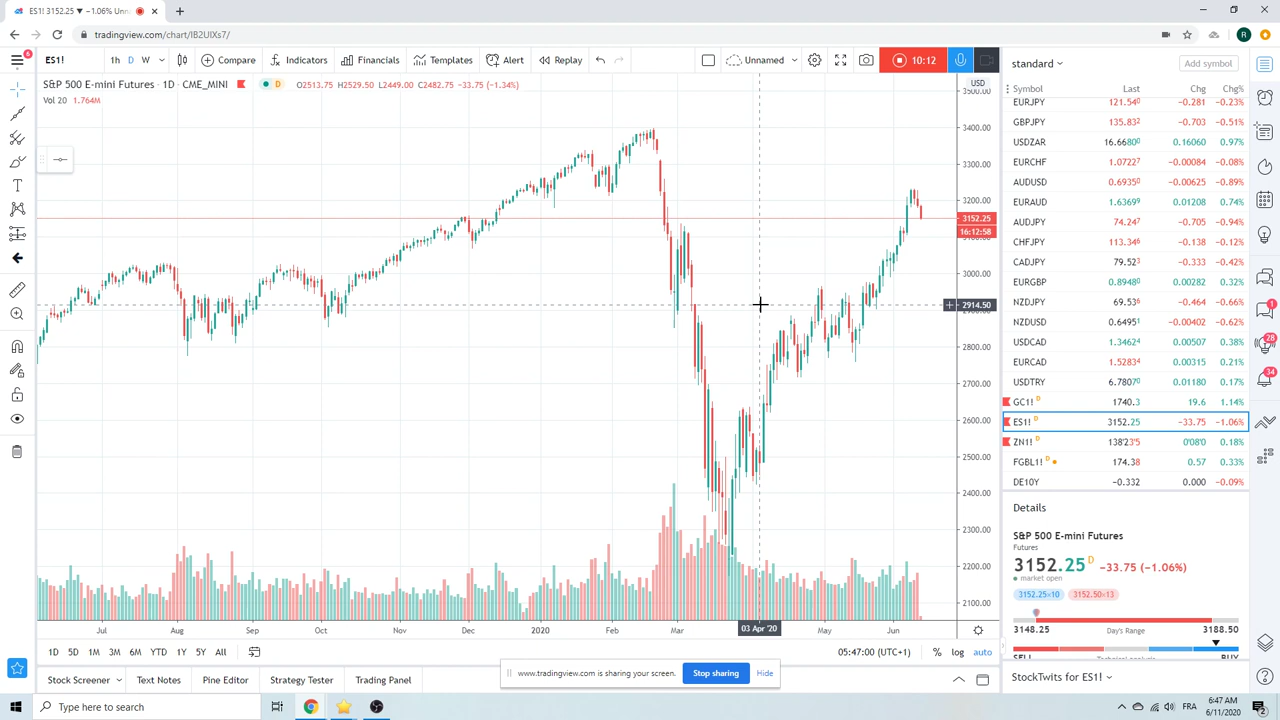 ES1! 3152.25 ▼ −1.06% Unn
tradingview.com/chart/IB2UIXs7/
R
6
ES1!
1h D W
Compare
Indicators
Financials
Templates
Alert
Replay
Unnamed
10:12
S&P 500 E-mini Futures · 1D · CME_MINI
D
O2513.75 H2529.50 L2449.00 C2482.75 −33.75 (−1.34%)
Vol 20 1.764M
USD
3500.00
3400.00
3300.00
3200.00
3152.25
16:12:58
3000.00
2914.50
2800.00
2700.00
2600.00
2500.00
2400.00
2300.00
2200.00
2100.00
Jul Aug Sep Oct Nov Dec 2020 Feb Mar 03 Apr '20 May Jun
1D 5D 1M 3M 6M YTD 1Y 5Y All
05:47:00 (UTC+1) % log auto
Stock Screener
Text Notes
Pine Editor
Strategy Tester
Trading Panel
www.tradingview.com is sharing your screen.
Stop sharing
Hide
standard
Add symbol
Symbol Last Chg Chg%
EURJPY 121.540 −0.281 −0.23%
GBPJPY 135.832 −0.703 −0.51%
USDZAR 16.66800 0.16060 0.97%
EURCHF 1.07227 −0.00084 −0.08%
AUDUSD 0.69350 −0.00625 −0.89%
EURAUD 1.63699 0.01208 0.74%
AUDJPY 74.247 −0.705 −0.94%
CHFJPY 113.346 −0.138 −0.12%
CADJPY 79.523 −0.333 −0.42%
EURGBP 0.89480 0.00282 0.32%
NZDJPY 69.536 −0.464 −0.66%
NZDUSD 0.64951 −0.00402 −0.62%
USDCAD 1.34624 0.00507 0.38%
EURCAD 1.52834 0.00315 0.21%
USDTRY 6.78070 0.01180 0.17%
GC1! D 1740.3 19.6 1.14%
ES1! D 3152.25 −33.75 −1.06%
ZN1! D 138'23'5 0'08'0 0.18%
FGBL1! D 174.38 0.57 0.33%
DE10Y −0.332 0.000 −0.09%
Details
S&P 500 E-mini Futures
Futures
3152.25 D −33.75 (−1.06%)
market open
3152.25×10 3152.50×13
3148.25 Day's Range 3188.50
StockTwits for ES1!
1
28
34
Type here to search
FRA
6:47 AM
6/11/2020
2